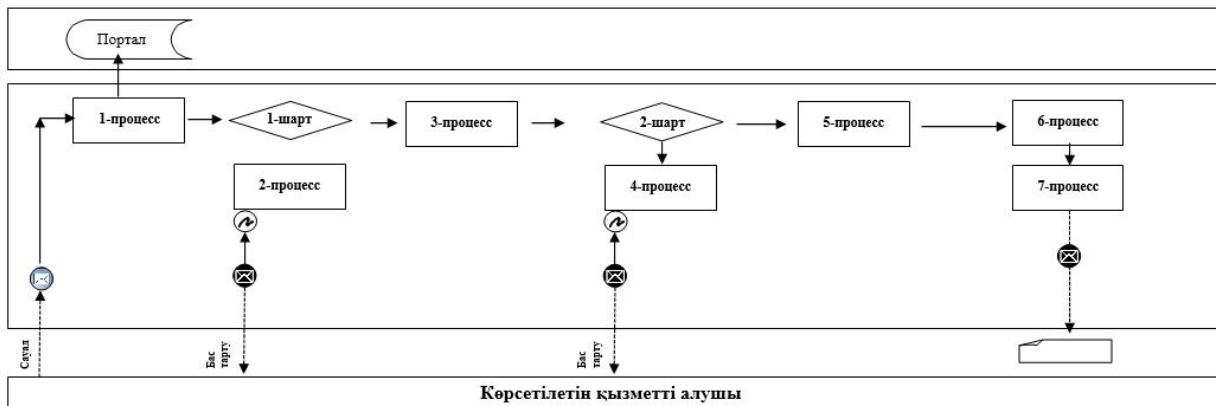 Портал
1-процесс
1-шарт
3-процесс
2-шарт
5-процесс
6-процесс
2-процесс
4-процесс
7-процесс
Сауал
Бас
тарту
Бас
тарту
Көрсетілетін қызметті алушы